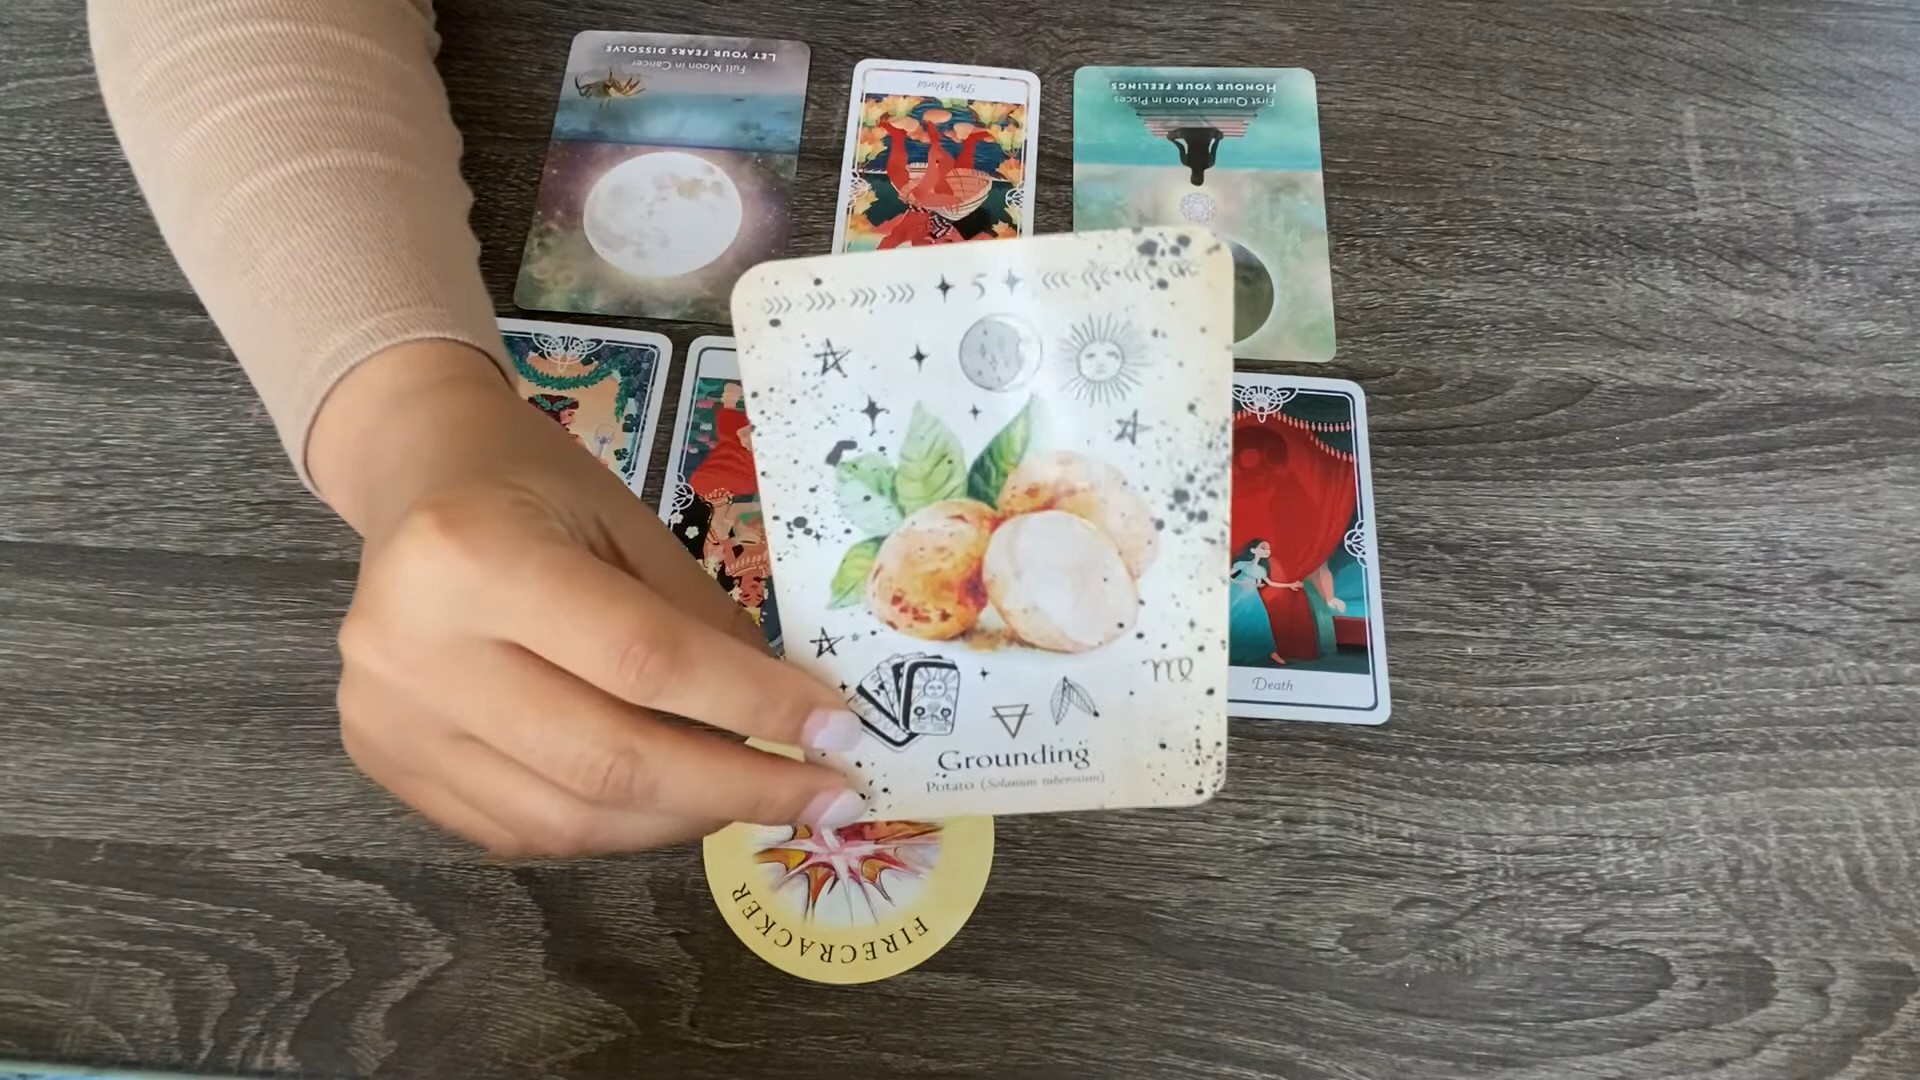 LET YOUR FEARS DISSOLVE
Full Moon in Cancer
The World
HONOUR YOUR FEELINGS
First Quarter Moon in Pisces
5
Death
Grounding
Potato (Solanum tuberosum)
FIRECRACKER